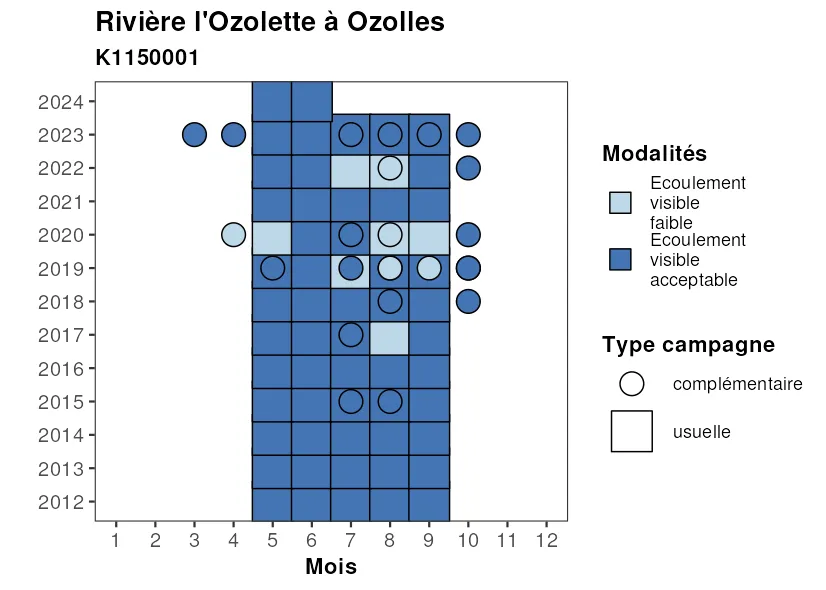 Rivière l'Ozolette à Ozolles
K1150001
2024
2023
2022
2021
2020
2019
2018
2017
2016
2015
2014
2013
2012
1 2 3 4 5 6 7 8 9 10 11 12
Mois
Modalités
Ecoulement
visible
faible
Ecoulement
visible
acceptable
Type campagne
complémentaire
usuelle